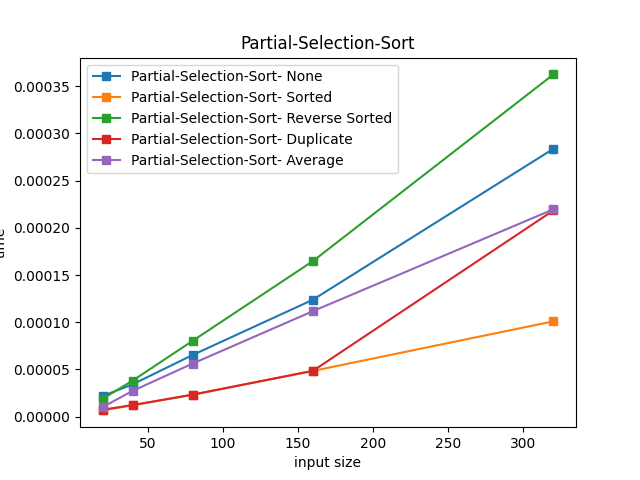 Partial-Selection-Sort
Partial-Selection-Sort- None
Partial-Selection-Sort- Sorted
Partial-Selection-Sort- Reverse Sorted
Partial-Selection-Sort- Duplicate
Partial-Selection-Sort- Average
0.00035
0.00030
0.00025
0.00020
0.00015
0.00010
0.00005
0.00000
50 100 150 200 250 300
input size